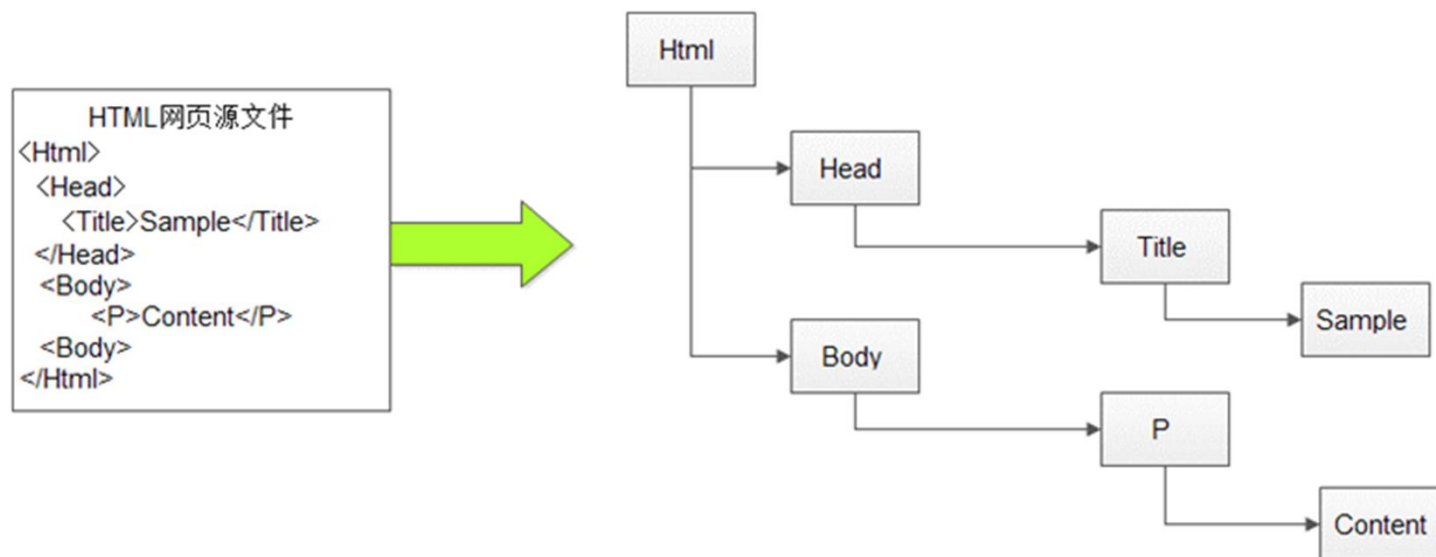 HTML网页源文件
<Html>
<Head>
<Title>Sample</Title>
</Head>
<Body>
<P>Content</P>
<Body>
</Html>
Html
Head
Title
Sample
Body
P
Content